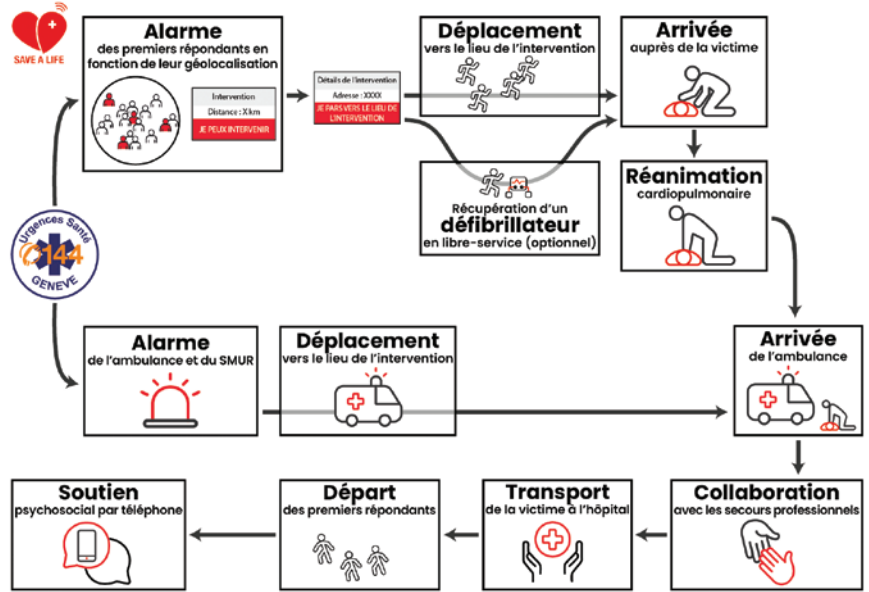 SAVE A LIFE
Alarme
des premiers répondants en
fonction de leur géolocalisation
Intervention
Distance : X km
JE PEUX INTERVENIR
Détails de l'intervention
Adresse : XXXX
JE PARS VERS LE LIEU DE
L'INTERVENTION
Déplacement
vers le lieu de l'intervention
Récupération d'un
défibrillateur
en libre-service (optionnel)
Arrivée
auprès de la victime
Réanimation
cardiopulmonaire
Urgences Santé
144
GENEVE
Alarme
de l'ambulance et du SMUR
Déplacement
vers le lieu de l'intervention
Arrivée
de l'ambulance
Collaboration
avec les secours professionnels
Transport
de la victime à l'hôpital
Départ
des premiers répondants
Soutien
psychosocial par téléphone